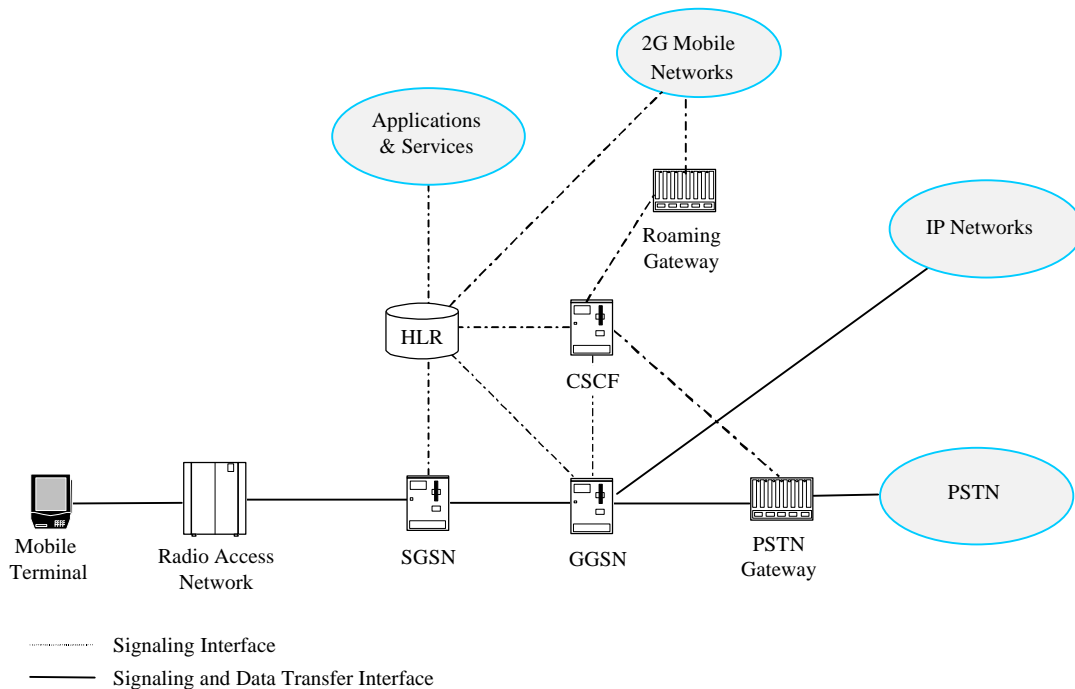 2G Mobile
Networks
Applications
& Services
Roaming
Gateway
IP Networks
HLR
CSCF
PSTN
Mobile
Terminal
Radio Access
Network
SGSN
GGSN
PSTN
Gateway
Signaling Interface
Signaling and Data Transfer Interface